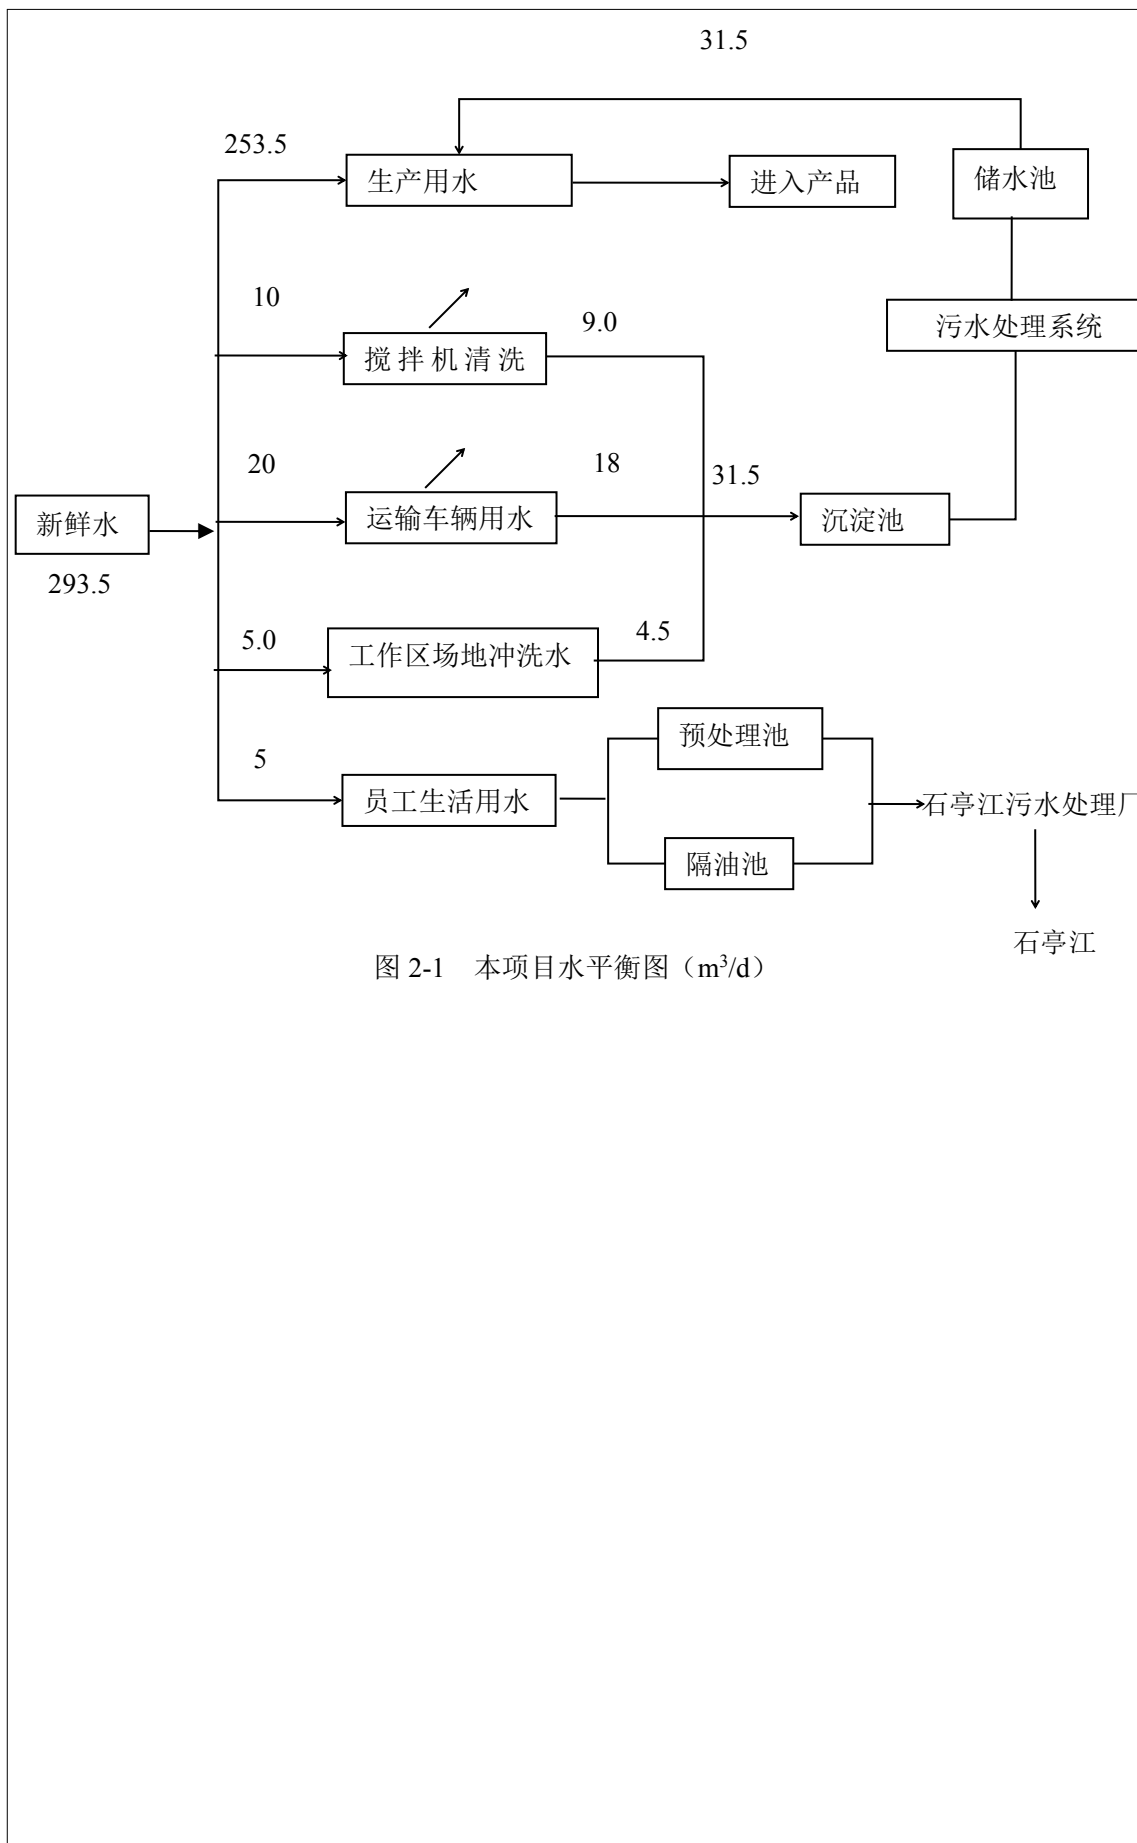 31.5
253.5
生产用水
进入产品
储水池
10
9.0
搅拌机清洗
污水处理系统
20
18
31.5
新鲜水
运输车辆用水
沉淀池
293.5
5.0
4.5
工作区场地冲洗水
预处理池
5
员工生活用水
石亭江污水处理厂
隔油池
石亭江
图 2-1 本项目水平衡图（m³/d）